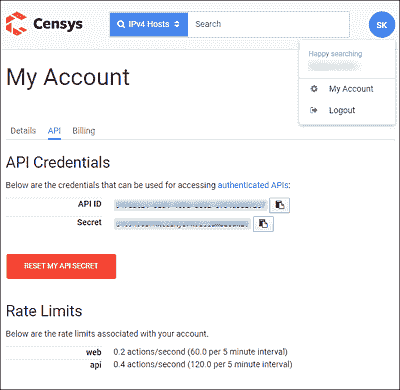 Censys
IPv4 Hosts
Search
SK
Happy searching
My Account
Logout
My Account
Details API Billing
API Credentials
Below are the credentials that can be used for accessing authenticated APIs:
API ID
Secret
RESET MY API SECRET
Rate Limits
Below are the rate limits associated with your account.
web 0.2 actions/second (60.0 per 5 minute interval)
api 0.4 actions/second (120.0 per 5 minute interval)